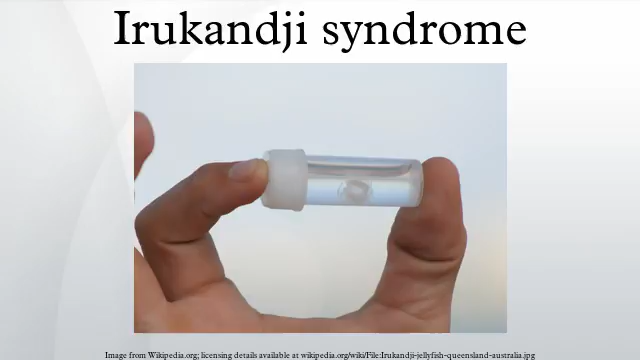 Irukandji syndrome
Image from Wikipedia.org; licensing details available at wikipedia.org/wiki/File:Irukandji-jellyfish-queensland-australia.jpg